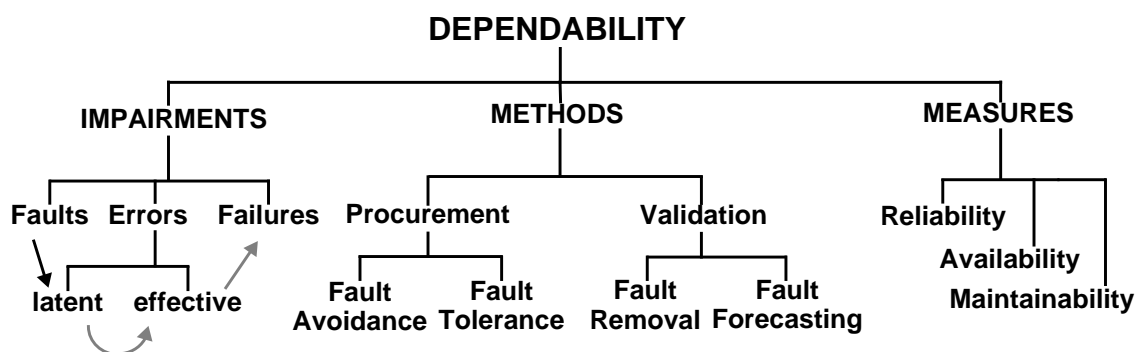 DEPENDABILITY
IMPAIRMENTS
METHODS
MEASURES
Faults
Errors
Failures
Procurement
Validation
Reliability
Availability
Maintainability
latent
effective
Fault
Avoidance
Fault
Tolerance
Fault
Removal
Fault
Forecasting